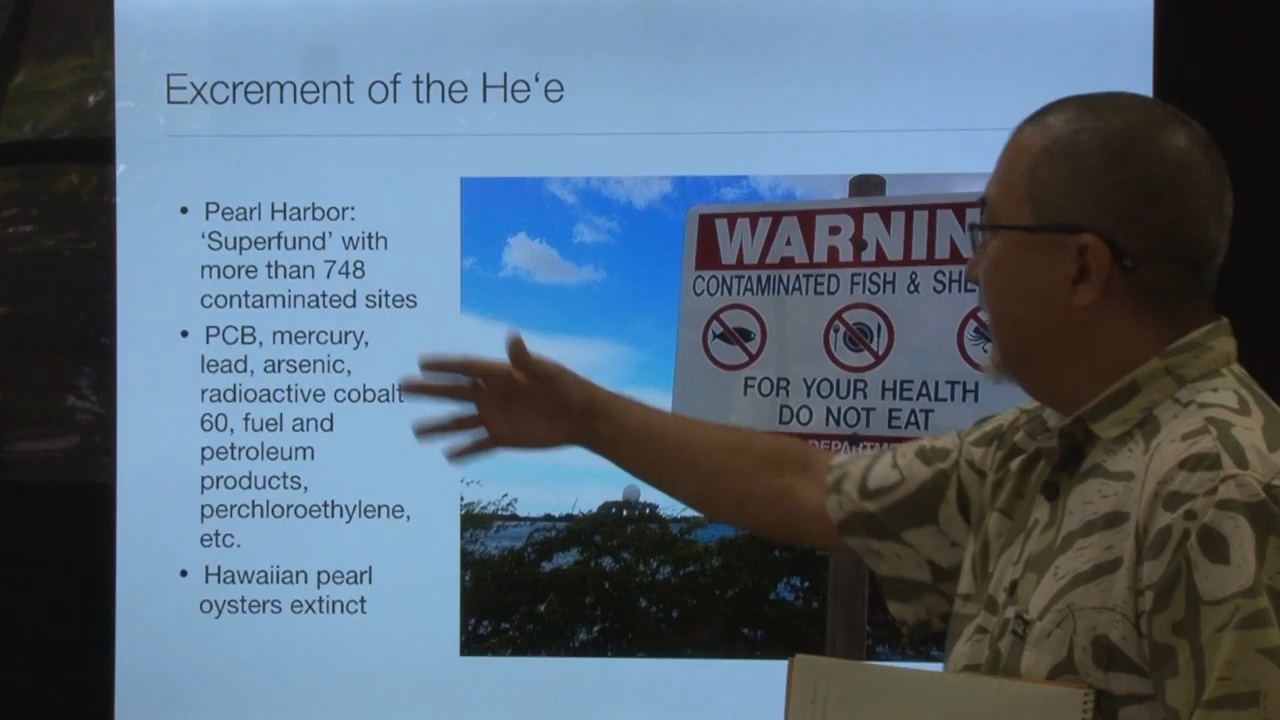 Excrement of the He‘e
• Pearl Harbor:
‘Superfund’ with
more than 748
contaminated sites
• PCB, mercury,
lead, arsenic,
radioactive cobalt
60, fuel and
petroleum
products,
perchloroethylene,
etc.
• Hawaiian pearl
oysters extinct
WARNIN
CONTAMINATED FISH &
FOR YOUR HEALTH
DO NOT EAT